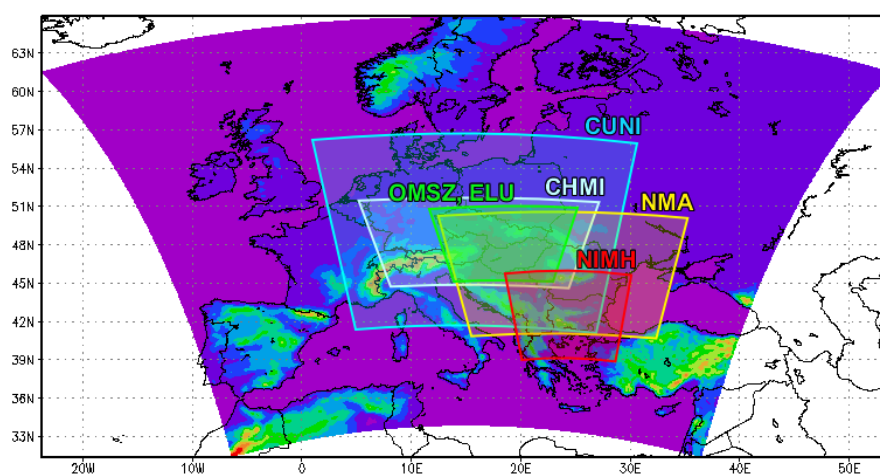 63N
60N
57N
CUNI
54N
OMSZ, ELU
CHMI
NMA
51N
48N
NIMH
45N
42N
39N
36N
33N
20W
10W
0
10E
20E
30E
40E
50E